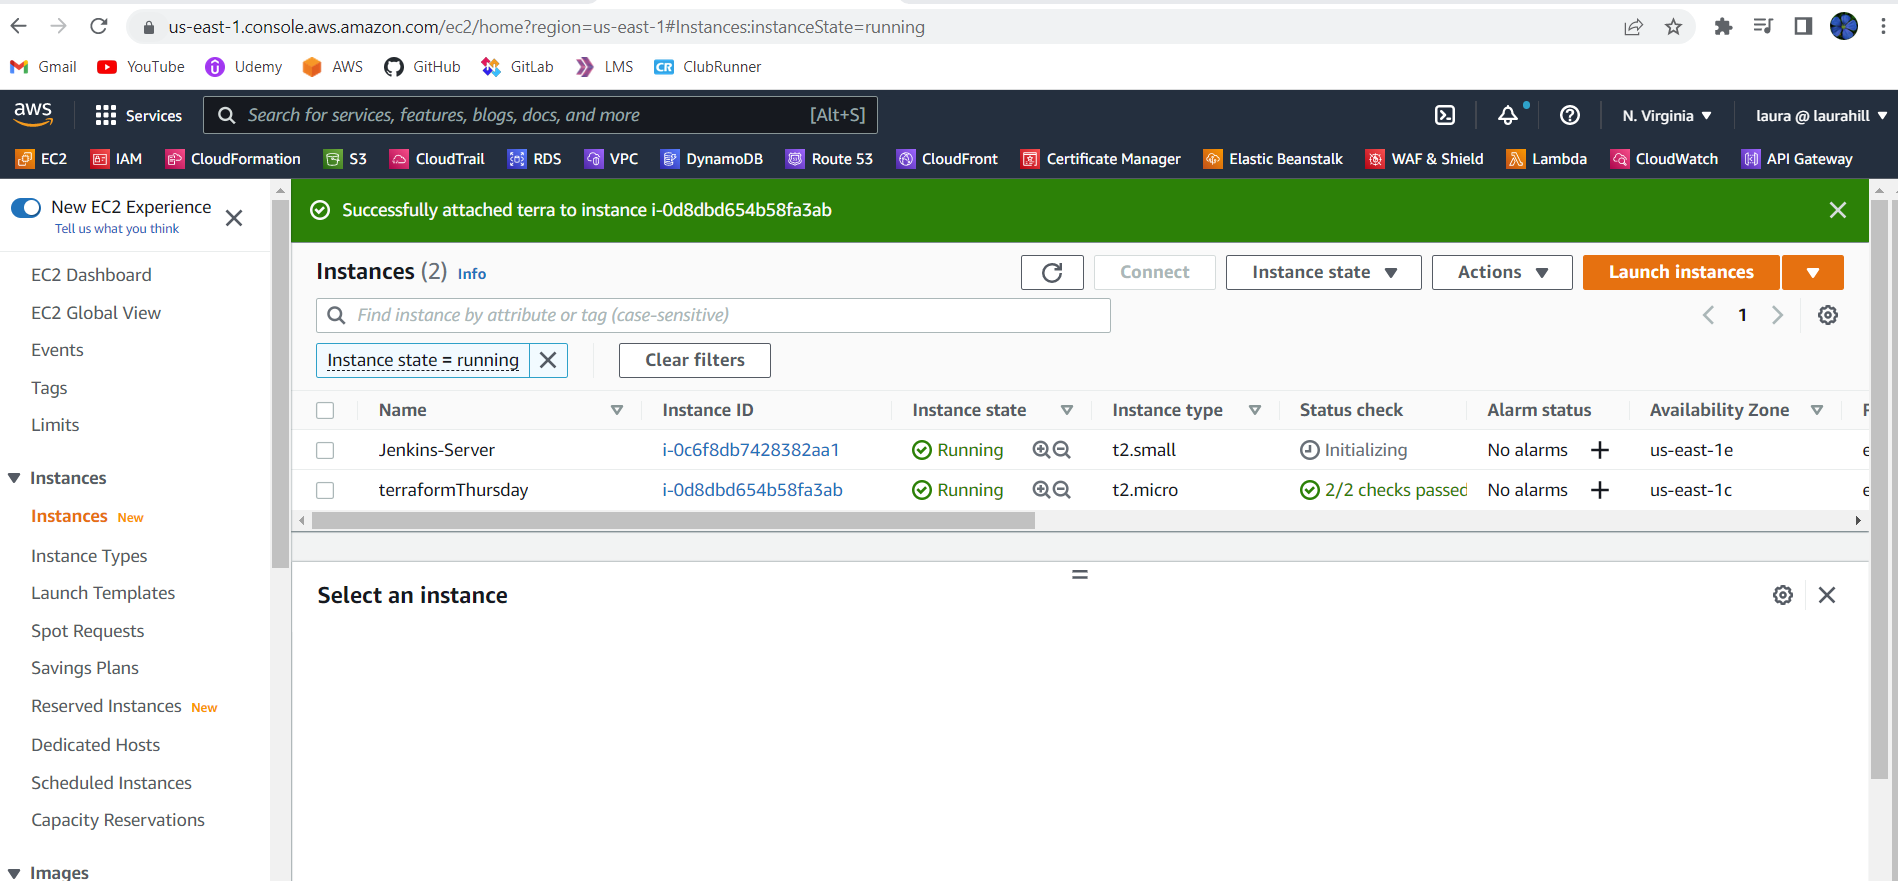 us-east-1.console.aws.amazon.com/ec2/home?region=us-east-1#Instances:instanceState=running
Gmail YouTube Udemy AWS GitHub GitLab LMS CR ClubRunner
aws Services Search for services, features, blogs, docs, and more [Alt+S] N. Virginia laura @ laurahill
EC2 IAM CloudFormation S3 CloudTrail RDS VPC DynamoDB Route 53 CloudFront Certificate Manager Elastic Beanstalk WAF & Shield Lambda CloudWatch API Gateway
New EC2 Experience
Tell us what you think
EC2 Dashboard
EC2 Global View
Events
Tags
Limits
Instances
Instances New
Instance Types
Launch Templates
Spot Requests
Savings Plans
Reserved Instances New
Dedicated Hosts
Scheduled Instances
Capacity Reservations
Images
Successfully attached terra to instance i-0d8dbd654b58fa3ab
Instances (2) Info Connect Instance state Actions Launch instances
Find instance by attribute or tag (case-sensitive) 1
Instance state = running Clear filters
Name Instance ID Instance state Instance type Status check Alarm status Availability Zone
Jenkins-Server i-0c6f8db7428382aa1 Running t2.small Initializing No alarms + us-east-1e e
terraformThursday i-0d8dbd654b58fa3ab Running t2.micro 2/2 checks passed No alarms + us-east-1c e
Select an instance